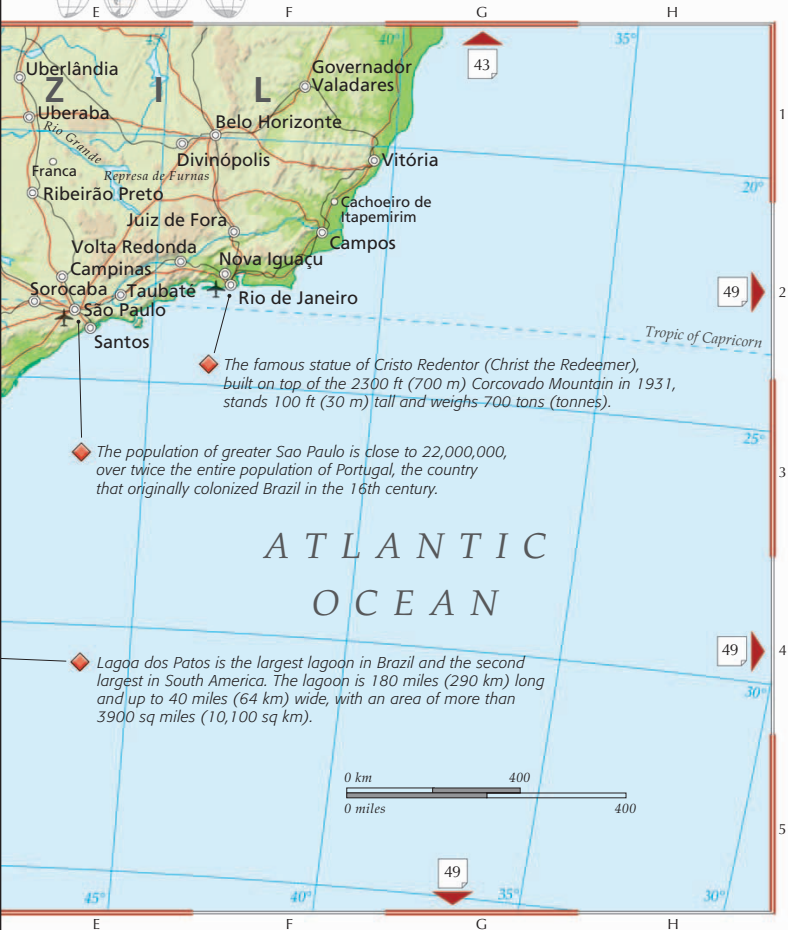 E F G H
45° 40° 35°
43
Uberlândia
Z I L
Governador
Valadares
Uberaba
Rio Grande
Belo Horizonte
1
Divinópolis
Vitória
Franca
Represa de Furnas
20°
Ribeirão Preto
Cachoeiro de
Itapemirim
Juiz de Fora
Campos
Volta Redonda
Nova Iguaçu
Campinas
Sorocaba
Taubaté
Rio de Janeiro
49
2
São Paulo
Santos
Tropic of Capricorn
The famous statue of Cristo Redentor (Christ the Redeemer),
built on top of the 2300 ft (700 m) Corcovado Mountain in 1931,
stands 100 ft (30 m) tall and weighs 700 tons (tonnes).
25°
The population of greater Sao Paulo is close to 22,000,000,
over twice the entire population of Portugal, the country
that originally colonized Brazil in the 16th century.
3
ATLANTIC
OCEAN
49
4
Lagoa dos Patos is the largest lagoon in Brazil and the second
largest in South America. The lagoon is 180 miles (290 km) long
and up to 40 miles (64 km) wide, with an area of more than
3900 sq miles (10,100 sq km).
30°
0 km 400
0 miles 400
5
49
45° 40° 35° 30°
E F G H